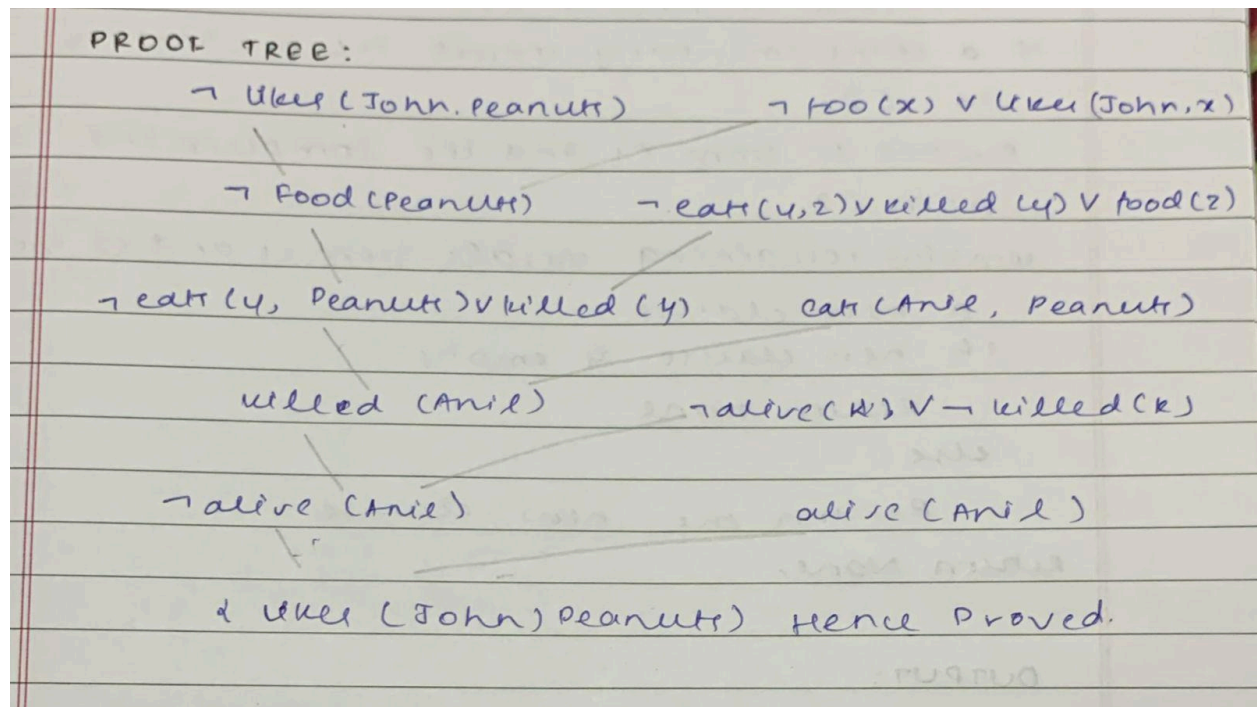 PROOF TREE:
¬ likes (John, Peanuts) ¬ foo(x) ∨ likes (John, x)
¬ Food (Peanuts) ¬ eats (y, z) ∨ killed (y) ∨ food (z)
¬ eats (y, Peanuts) ∨ killed (y) eats (Anil, Peanuts)
killed (Anil) ¬ alive (k) ∨ ¬ killed (k)
¬ alive (Anil) alive (Anil)
likes (John, Peanuts) Hence Proved.